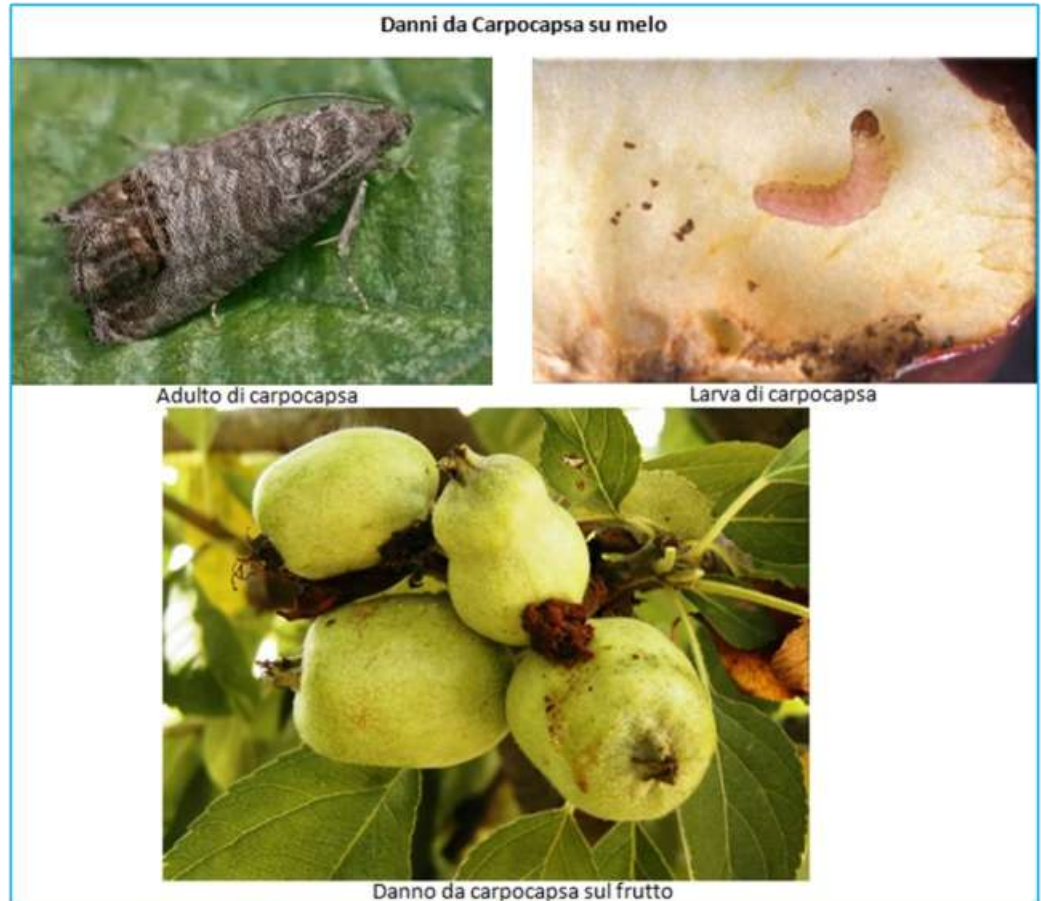 Danni da Carpocapsa su melo
Adulto di carpocapsa
Larva di carpocapsa
Danno da carpocapsa sul frutto